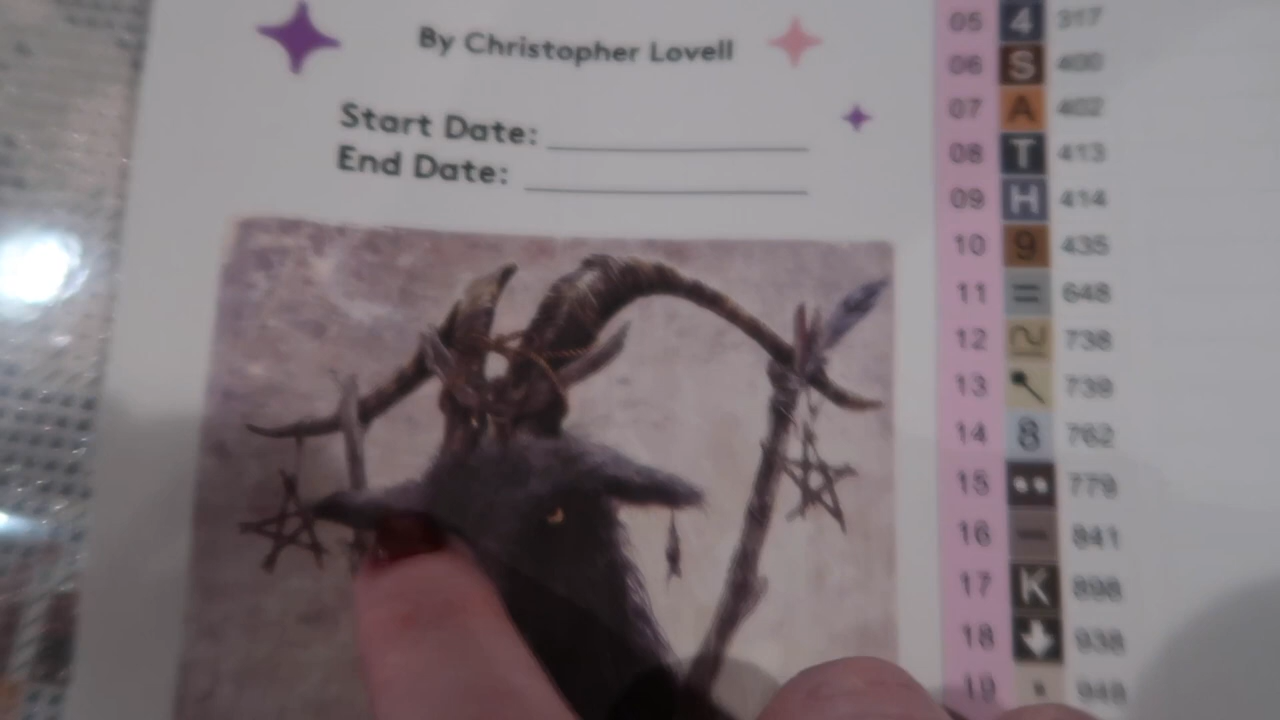 By Christopher Lovell
Start Date:
End Date:
05 4 317
06 S 400
07 A 402
08 T 413
09 H 414
10 9 435
11 = 648
12 738
13 739
14 8 762
15 779
16 – 841
17 K 898
18 938
19